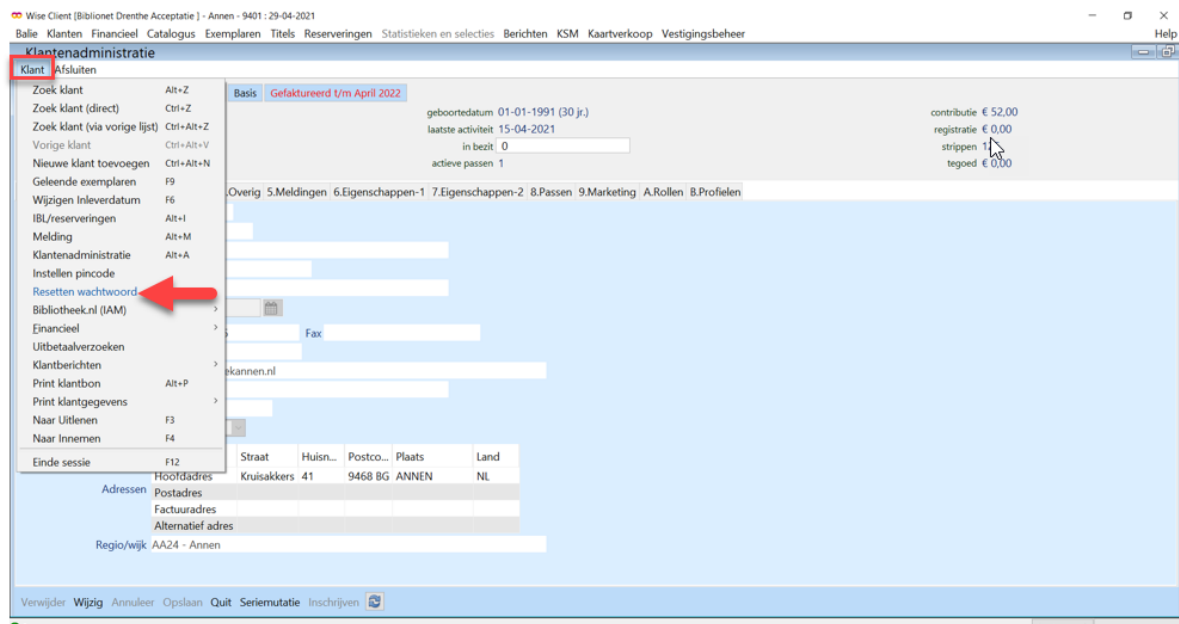 Wise Client [Biblionet Drenthe Acceptatie ] - Annen - 9401 : 29-04-2021
Balie Klanten Financieel Catalogus Exemplaren Titels Reserveringen Statistieken en selecties Berichten KSM Kaartverkoop Vestigingsbeheer Help
Klantenadministratie
Klant Afsluiten
Zoek klant Alt+Z
Zoek klant (direct) Ctrl+Z
Zoek klant (via vorige lijst) Ctrl+Alt+Z
Vorige klant Ctrl+Alt+V
Nieuwe klant toevoegen Ctrl+Alt+N
Geleende exemplaren F9
Wijzigen Inleverdatum F6
IBL/reserveringen Alt+I
Melding Alt+M
Klantenadministratie Alt+A
Instellen pincode
Resetten wachtwoord
Bibliotheek.nl (IAM)
Financieel
Uitbetaalverzoeken
Klantberichten
Print klantbon Alt+P
Print klantgegevens
Naar Uitlenen F3
Naar Innemen F4
Einde sessie F12
Basis Gefaktureerd t/m April 2022
geboortedatum 01-01-1991 (30 jr.) contributie € 52,00
laatste activiteit 15-04-2021 registratie € 0,00
in bezit 0 strippen
actieve passen 1 tegoed € 0,00
.Overig 5.Meldingen 6.Eigenschappen-1 7.Eigenschappen-2 8.Passen 9.Marketing A.Rollen B.Profielen
Fax
ekannen.nl
Straat Huisn... Postco... Plaats Land
Hoofdadres Kruisakkers 41 9468 BG ANNEN NL
Adressen Postadres
Factuuradres
Alternatief adres
Regio/wijk AA24 - Annen
Verwijder Wijzig Annuleer Opslaan Quit Seriemutatie Inschrijven